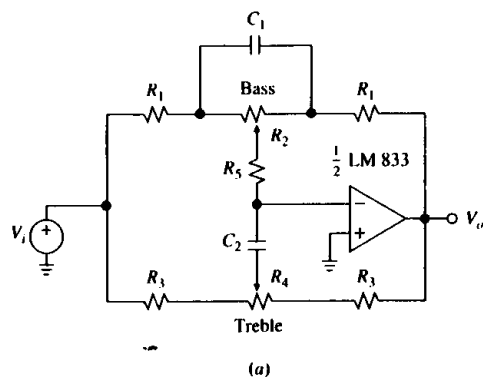 C₁
R₁ Bass R₁
R₂
R₅
½ LM 833
Vᵢ
+
−
+
Vₒ
C₂
R₃ R₄ R₃
Treble
(a)